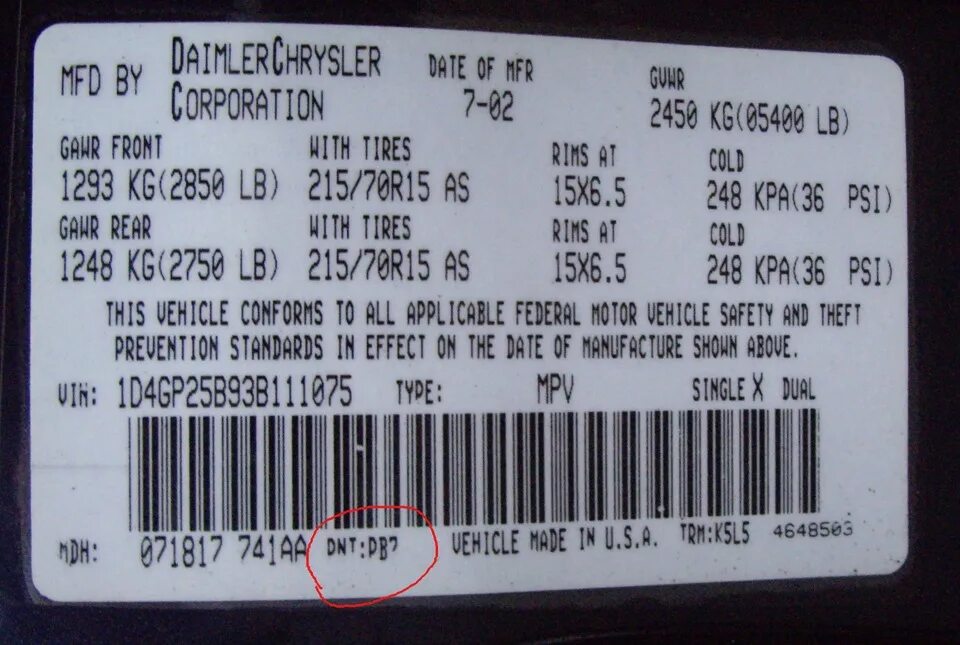 MFD BY DAIMLERCHRYSLER CORPORATION
DATE OF MFR 7-02
GVWR 2450 KG(05400 LB)
GAWR FRONT WITH TIRES RIMS AT COLD
1293 KG(2850 LB) 215/70R15 AS 15X6.5 248 KPA(36 PSI)
GAWR REAR WITH TIRES RIMS AT COLD
1248 KG(2750 LB) 215/70R15 AS 15X6.5 248 KPA(36 PSI)
THIS VEHICLE CONFORMS TO ALL APPLICABLE FEDERAL MOTOR VEHICLE SAFETY AND THEFT
PREVENTION STANDARDS IN EFFECT ON THE DATE OF MANUFACTURE SHOWN ABOVE.
VIN: 1D4GP25B93B111075 TYPE: MPV SINGLE X DUAL
MDH: 071817 741AA PNT:PB7 VEHICLE MADE IN U.S.A. TRM:K5L5 4648503